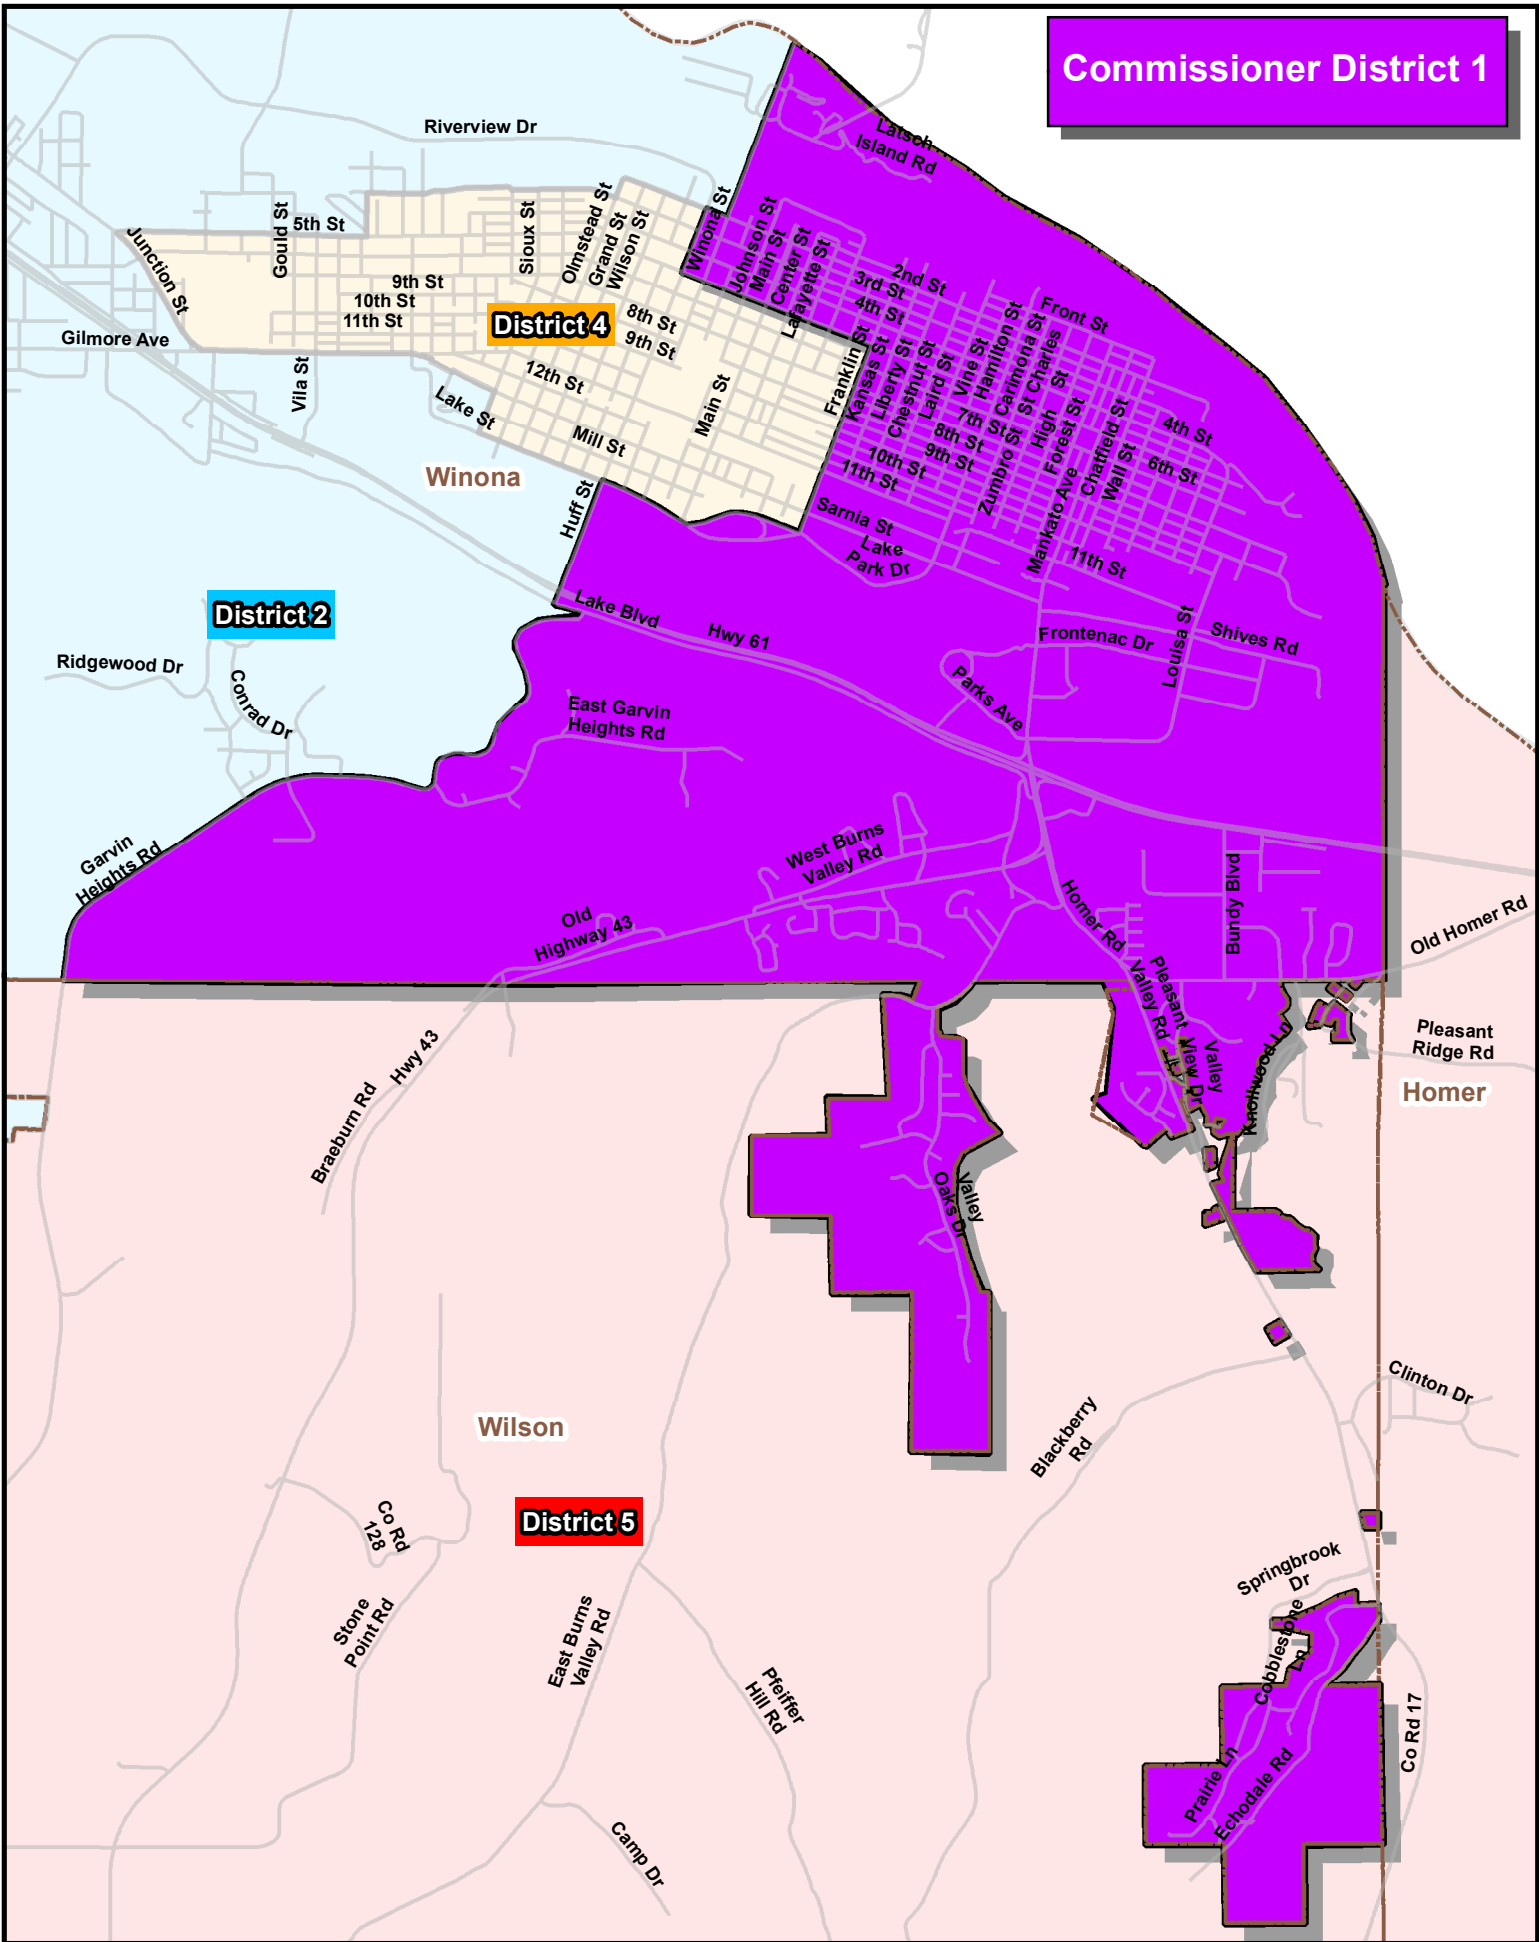 Commissioner District 1
Latsch
Island Rd
Riverview Dr
Gould St
5th St
Junction St
Sioux St
Olmstead St
Grand St
Wilson St
Winona St
Johnson St
Main St
Center St
Lafayette St
2nd St
3rd St
4th St
Front St
9th St
10th St
11th St
District 4
8th St
9th St
Gilmore Ave
Vila St
12th St
Lake St
Mill St
Main St
Franklin St
Kansas St
Liberty St
Chestnut St
Laird St
Vine St
Hamilton St
Carimona St
St Charles
St
High
St
Forest St
Chatfield St
Wall St
4th St
6th St
7th St
8th St
9th St
10th St
11th St
Zumbro St
Mankato Ave
Winona
Huff St
Sarnia St
Lake
Park Dr
11th St
District 2
Lake Blvd
Hwy 61
Frontenac Dr
Louisa St
Shives Rd
Ridgewood Dr
Conrad Dr
Parks Ave
East Garvin
Heights Rd
Garvin
Heights Rd
West Burns
Valley Rd
Old
Highway 43
Homer Rd
Bundy Blvd
Old Homer Rd
Pleasant
Valley Rd
Pleasant
Ridge Rd
Valley
View Dr
Knollwood Ln
Homer
Hwy 43
Braeburn Rd
Valley
Oaks Dr
Clinton Dr
Blackberry
Rd
Wilson
District 5
Co Rd
128
Springbrook
Dr
Stone
Point Rd
East Burns
Valley Rd
Cobblestone
Ln
Pfeiffer
Hill Rd
Co Rd 17
Prairie Ln
Echodale Rd
Camp Dr